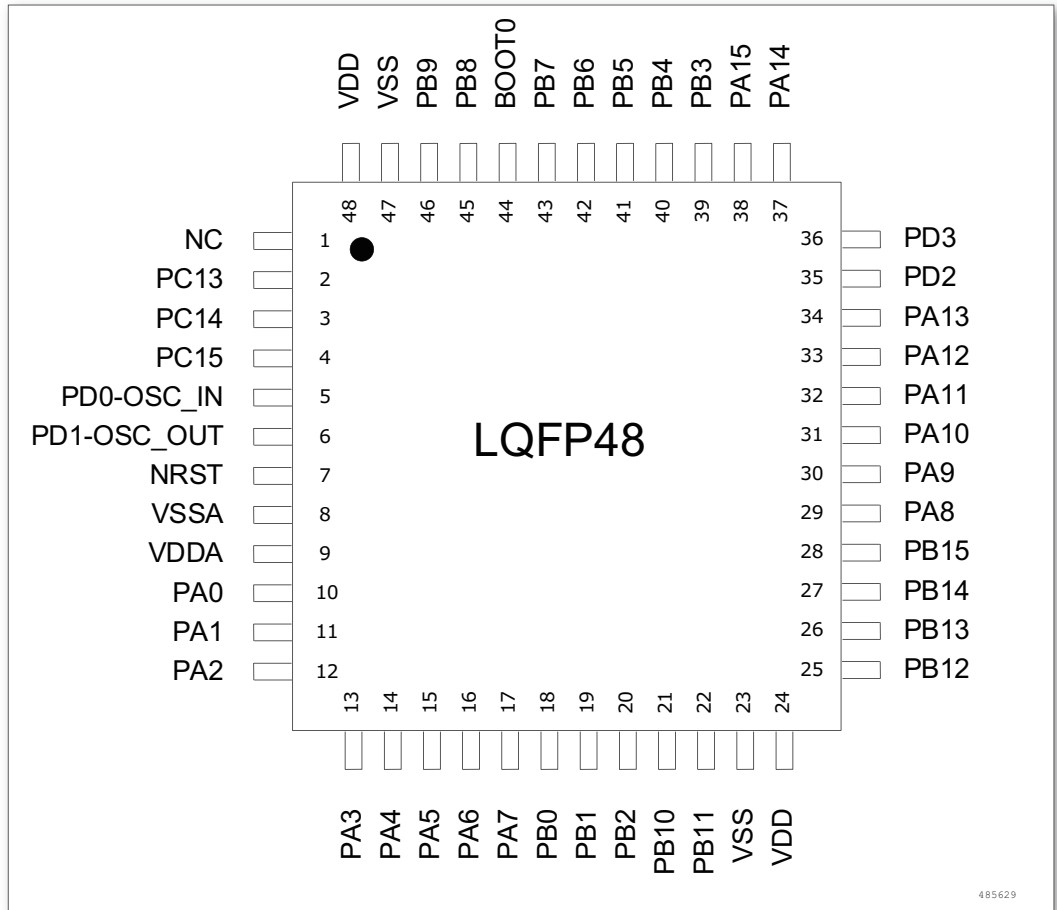 VDD
VSS
PB9
PB8
BOOT0
PB7
PB6
PB5
PB4
PB3
PA15
PA14
48
47
46
45
44
43
42
41
40
39
38
37
NC 1
PC13 2
PC14 3
PC15 4
PD0-OSC_IN 5
PD1-OSC_OUT 6
NRST 7
VSSA 8
VDDA 9
PA0 10
PA1 11
PA2 12
LQFP48
36 PD3
35 PD2
34 PA13
33 PA12
32 PA11
31 PA10
30 PA9
29 PA8
28 PB15
27 PB14
26 PB13
25 PB12
13
14
15
16
17
18
19
20
21
22
23
24
PA3
PA4
PA5
PA6
PA7
PB0
PB1
PB2
PB10
PB11
VSS
VDD
485629